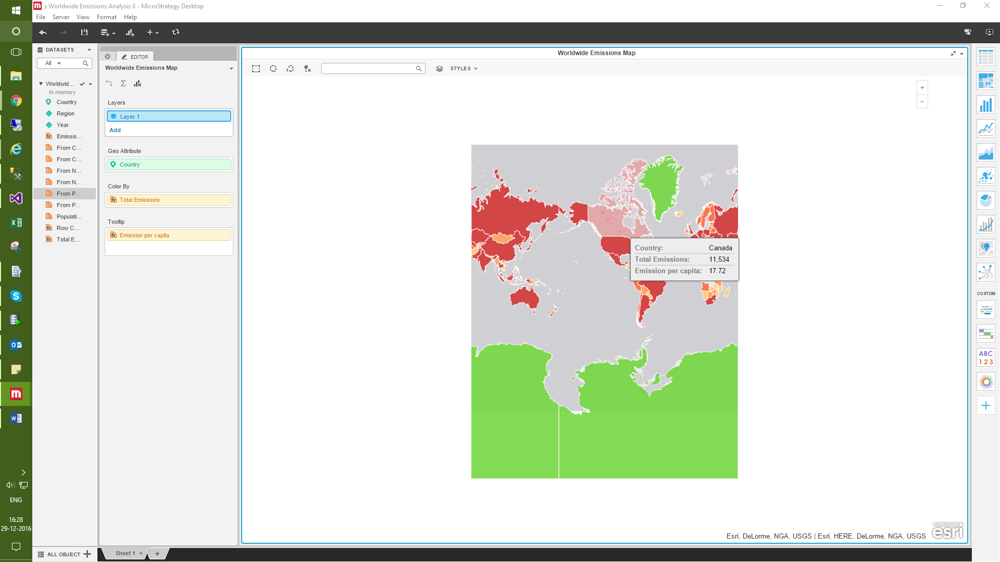 s Worldwide Emissions Analysis II - MicroStrategy Desktop
File Server View Format Help
DATASETS
All
Worldwid...
In memory
Country
Region
Year
Emissio...
From C...
From C...
From N...
From N...
From P...
From P...
Populati...
Row C...
Total E...
ALL OBJECT
EDITOR
Worldwide Emissions Map
Layers
Layer 1
Add
Geo Attribute
Country
Color By
Total Emissions
Tooltip
Emission per capita
Worldwide Emissions Map
STYLES
+
−
Country: Canada
Total Emissions: 11,534
Emission per capita: 17.72
POWERED BY
esri
Esri, DeLorme, NGA, USGS | Esri, HERE, DeLorme, NGA, USGS
Sheet 1
+
CUSTOM
WORD
CLOUD
ABC
123
ENG
16:28
29-12-2016